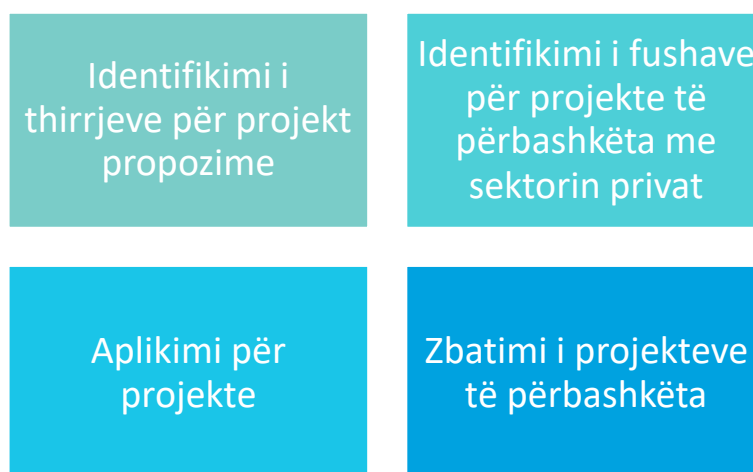 Identifikimi i
thirrjeve për projekt
propozime
Identifikimi i fushave
për projekte të
përbashkëta me
sektorin privat
Aplikimi për
projekte
Zbatimi i projekteve
të përbashkëta